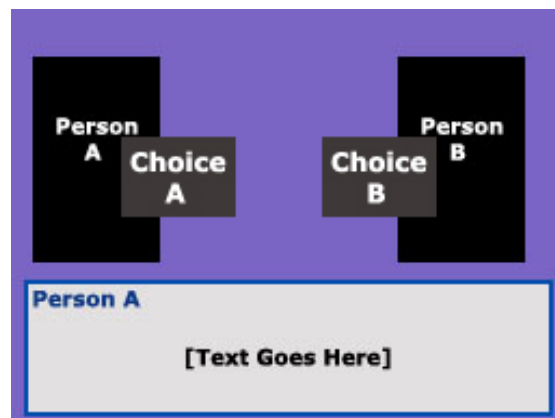 Person
A
Choice
A
Choice
B
Person
B
Person A
[Text Goes Here]